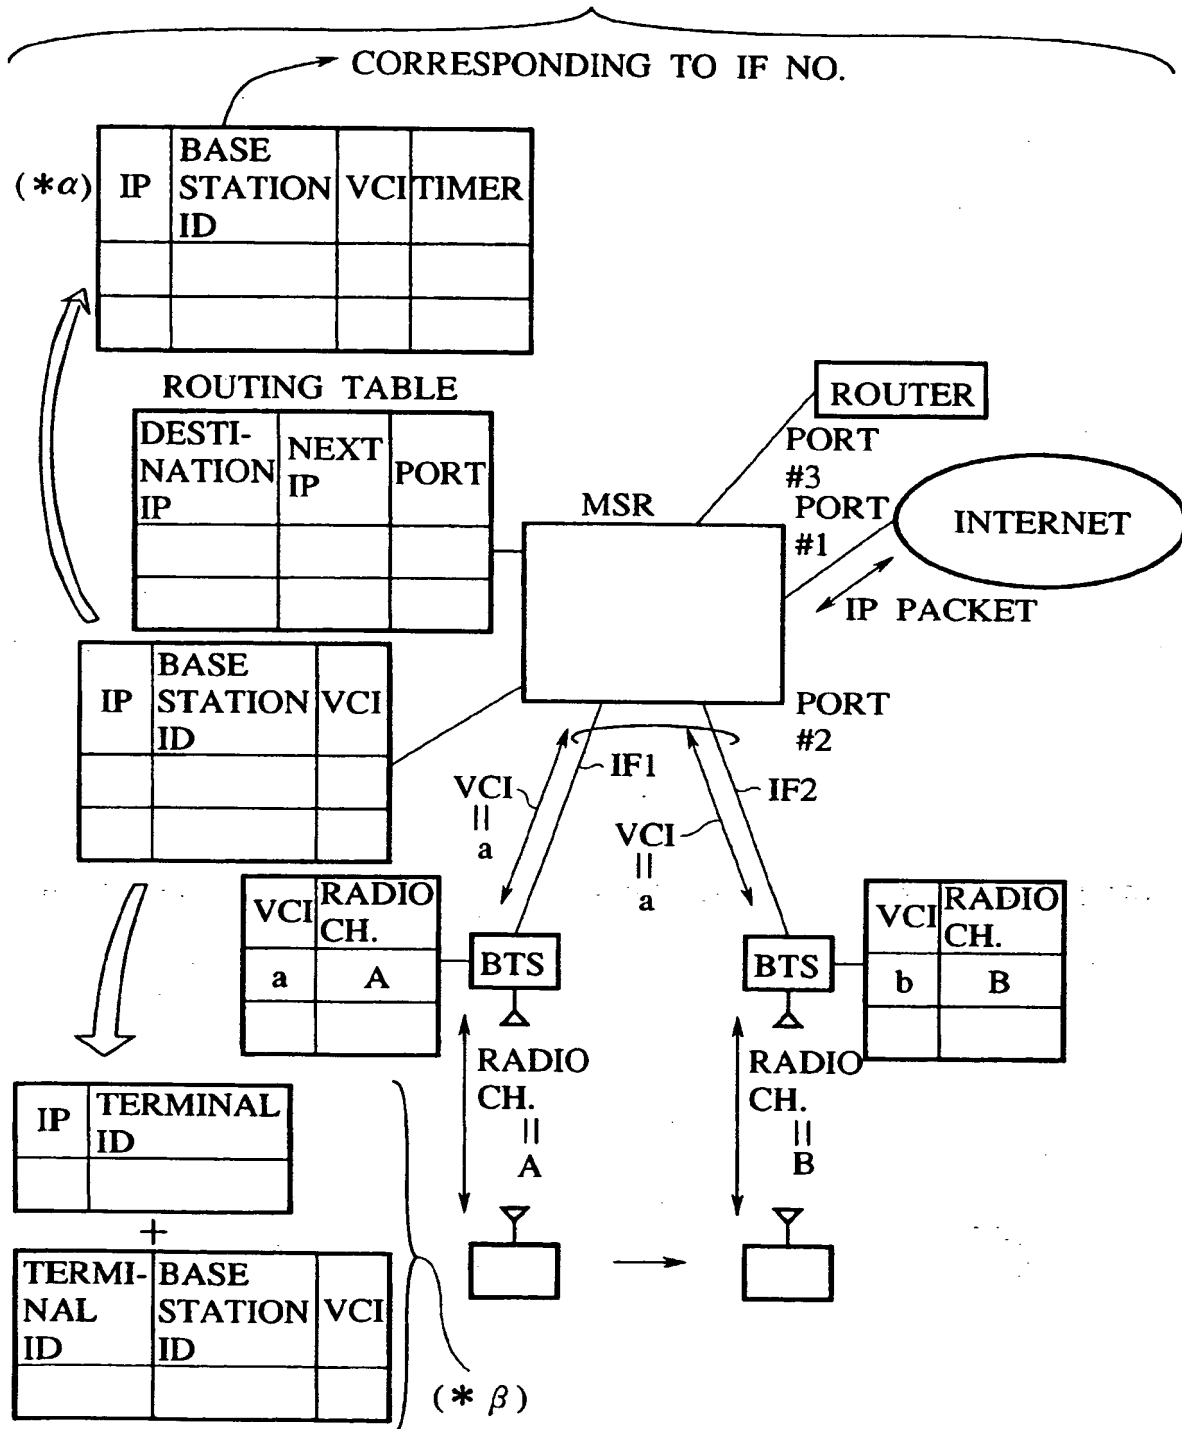 CORRESPONDING TO IF NO.
(*α)
IP
BASE
STATION
ID
VCI
TIMER
ROUTING TABLE
DESTI-
NATION
IP
NEXT
IP
PORT
ROUTER
PORT
#3
MSR
PORT
#1
INTERNET
IP PACKET
IP
BASE
STATION
ID
VCI
PORT
#2
IF1
IF2
VCI
=
a
VCI
=
a
VCI
RADIO
CH.
a
A
BTS
BTS
VCI
RADIO
CH.
b
B
RADIO
CH.
=
A
RADIO
CH.
=
B
IP
TERMINAL
ID
+
TERMI-
NAL
ID
BASE
STATION
ID
VCI
(* β)